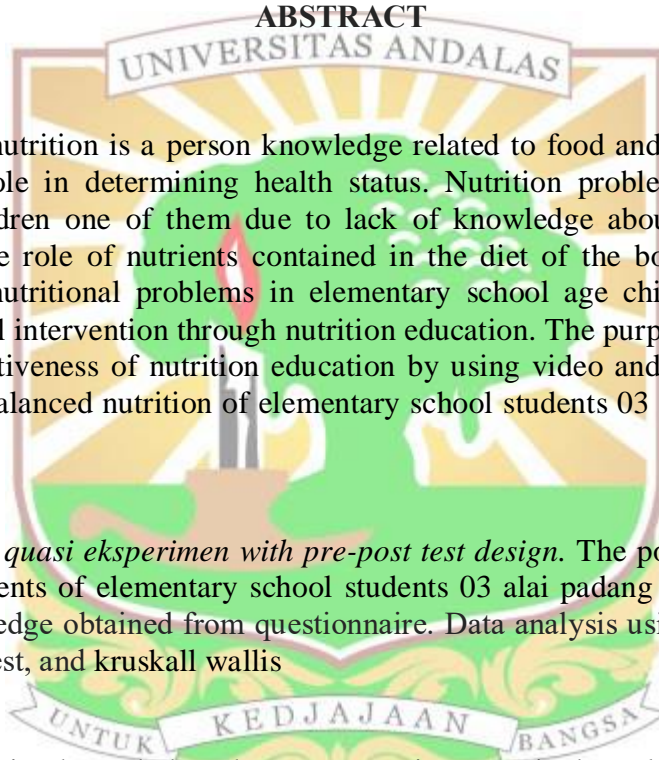 ABSTRACT
UNIVERSITAS ANDALAS
nutrition is a person knowledge related to food and
ole in determining health status. Nutrition proble
dren one of them due to lack of knowledge abou
e role of nutrients contained in the diet of the bo
nutritional problems in elementary school age chi
l intervention through nutrition education. The purp
ctiveness of nutrition education by using video and
alanced nutrition of elementary school students 03
quasi eksperimen with pre-post test design. The po
ents of elementary school students 03 alai padang
edge obtained from questionnaire. Data analysis usi
est, and kruskall wallis
UNTUK KEDJAJAAN BANGSA